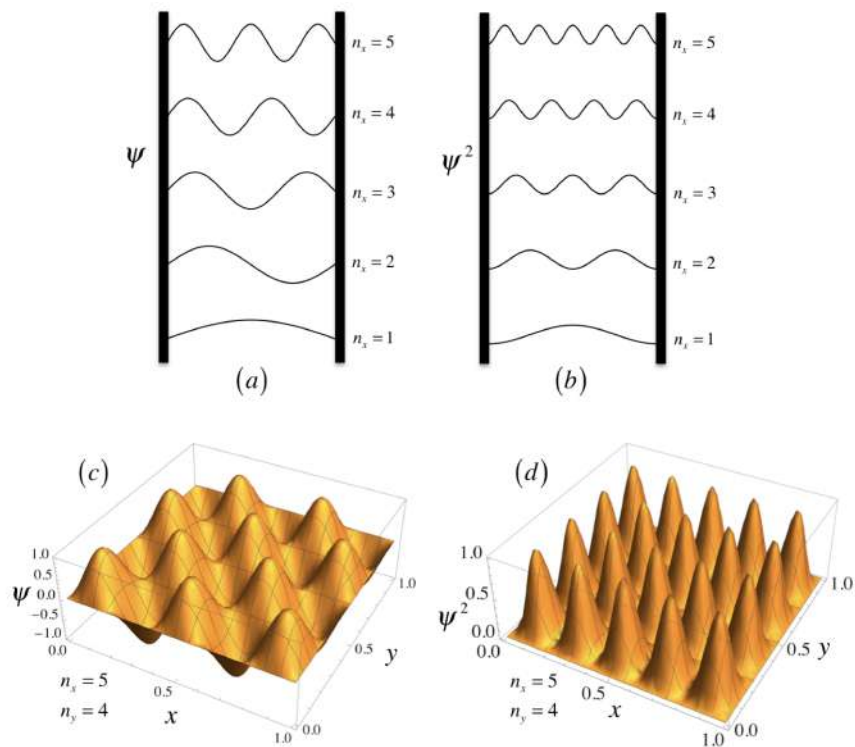 n_x = 5
n_x = 4
ψ
n_x = 3
n_x = 2
n_x = 1
(a)
n_x = 5
n_x = 4
ψ²
n_x = 3
n_x = 2
n_x = 1
(b)
(c)
1.0
0.5
ψ 0.0
−0.5
−1.0
0.0
0.5
x
1.0
0.0
0.5
y
1.0
n_x = 5
n_y = 4
(d)
1.0
0.5
ψ²
0.0
0.0
0.5
x
1.0
0.0
0.5
y
1.0
n_x = 5
n_y = 4